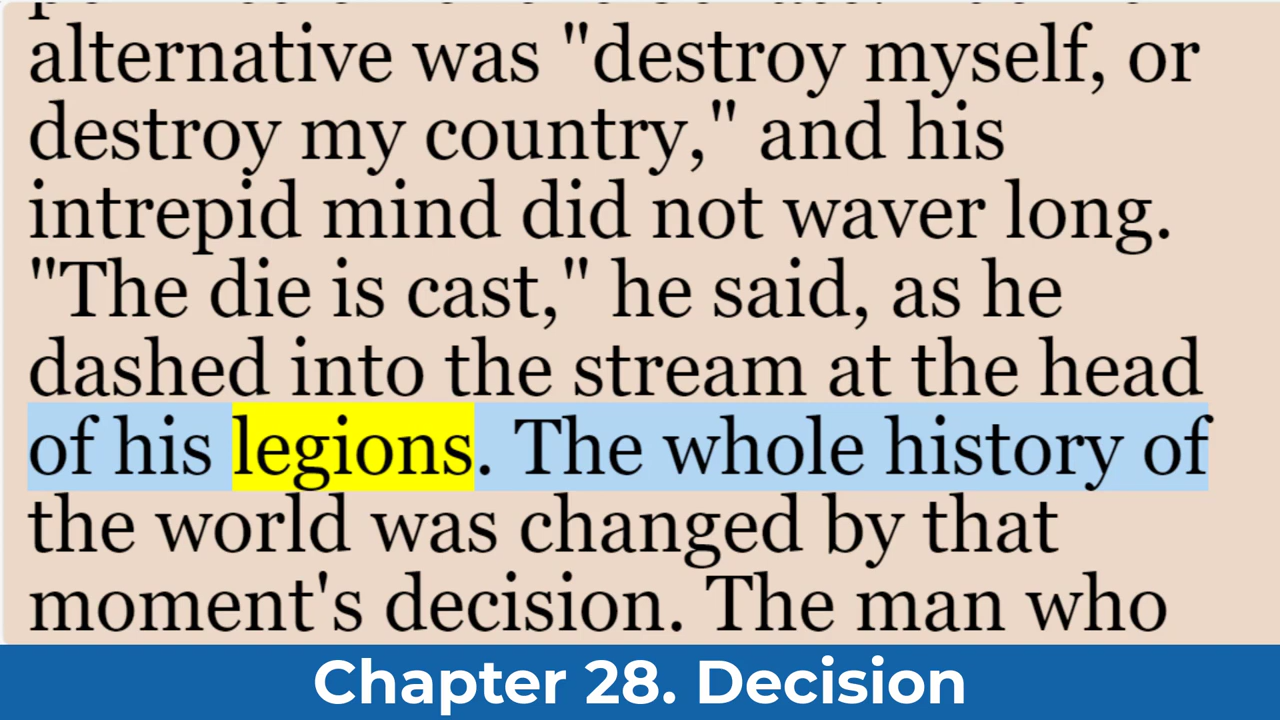 alternative was "destroy myself, or
destroy my country," and his
intrepid mind did not waver long.
"The die is cast," he said, as he
dashed into the stream at the head
of his legions. The whole history of
the world was changed by that
moment's decision. The man who
Chapter 28. Decision